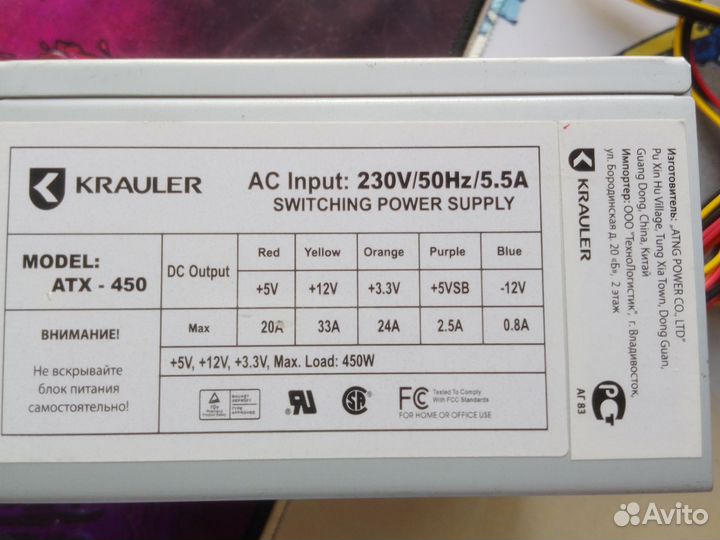 KRAULER
AC Input: 230V/50Hz/5.5A
SWITCHING POWER SUPPLY
MODEL:
ATX - 450
DC Output Red Yellow Orange Purple Blue
+5V +12V +3.3V +5VSB -12V
Max 20A 33A 24A 2.5A 0.8A
ВНИМАНИЕ!
Не вскрывайте
блок питания
самостоятельно!
+5V, +12V, +3.3V, Max. Load: 450W
Tested To Comply
With FCC Standards
FOR HOME OR OFFICE USE
Изготовитель: „ATNG POWER CO., LTD"
Pu Xin Hu Village, Tung Xia Town, Dong Guan,
Guang Dong, China, Китай
Импортер: ООО "ТехноЛогистик", г. Владивосток,
ул. Бородинская д. 20 «Б», 2 этаж
KRAULER
РСТ
АГ 83
Avito